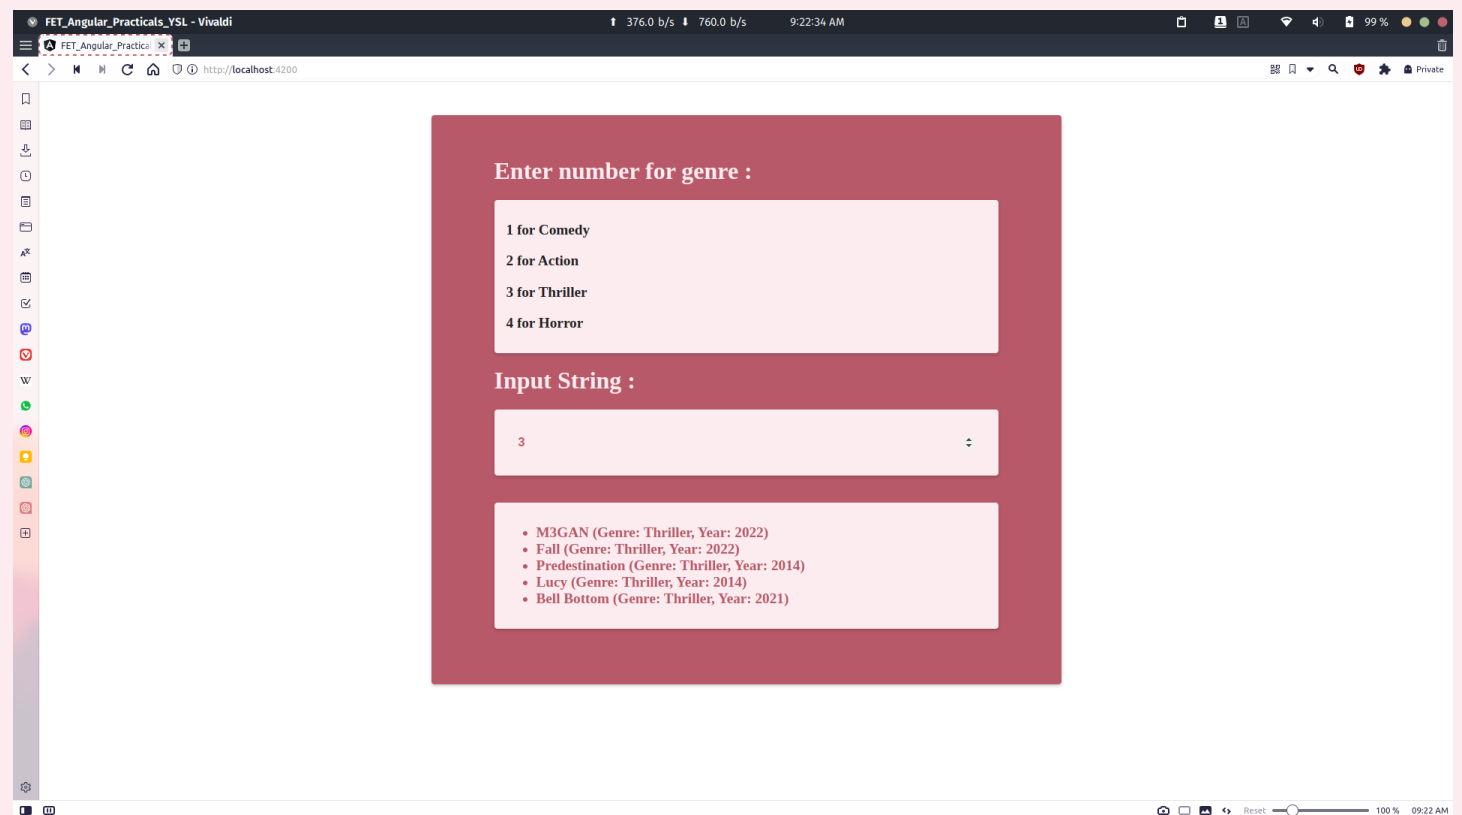 FET_Angular_Practicals_YSL - Vivaldi
376.0 b/s 760.0 b/s
9:22:34 AM
1 A
99 %
FET_Angular_Practical
http://localhost:4200
Private
Enter number for genre :
1 for Comedy
2 for Action
3 for Thriller
4 for Horror
Input String :
3
M3GAN (Genre: Thriller, Year: 2022)
Fall (Genre: Thriller, Year: 2022)
Predestination (Genre: Thriller, Year: 2014)
Lucy (Genre: Thriller, Year: 2014)
Bell Bottom (Genre: Thriller, Year: 2021)
W
Reset
100 %
09:22 AM